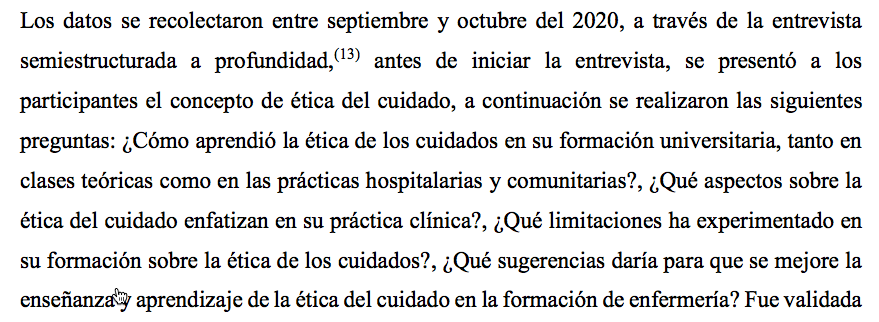 Los datos se recolectaron entre septiembre y octubre del 2020, a través de la entrevista
semiestructurada a profundidad,(13) antes de iniciar la entrevista, se presentó a los
participantes el concepto de ética del cuidado, a continuación se realizaron las siguientes
preguntas: ¿Cómo aprendió la ética de los cuidados en su formación universitaria, tanto en
clases teóricas como en las prácticas hospitalarias y comunitarias?, ¿Qué aspectos sobre la
ética del cuidado enfatizan en su práctica clínica?, ¿Qué limitaciones ha experimentado en
su formación sobre la ética de los cuidados?, ¿Qué sugerencias daría para que se mejore la
enseñanza y aprendizaje de la ética del cuidado en la formación de enfermería? Fue validada